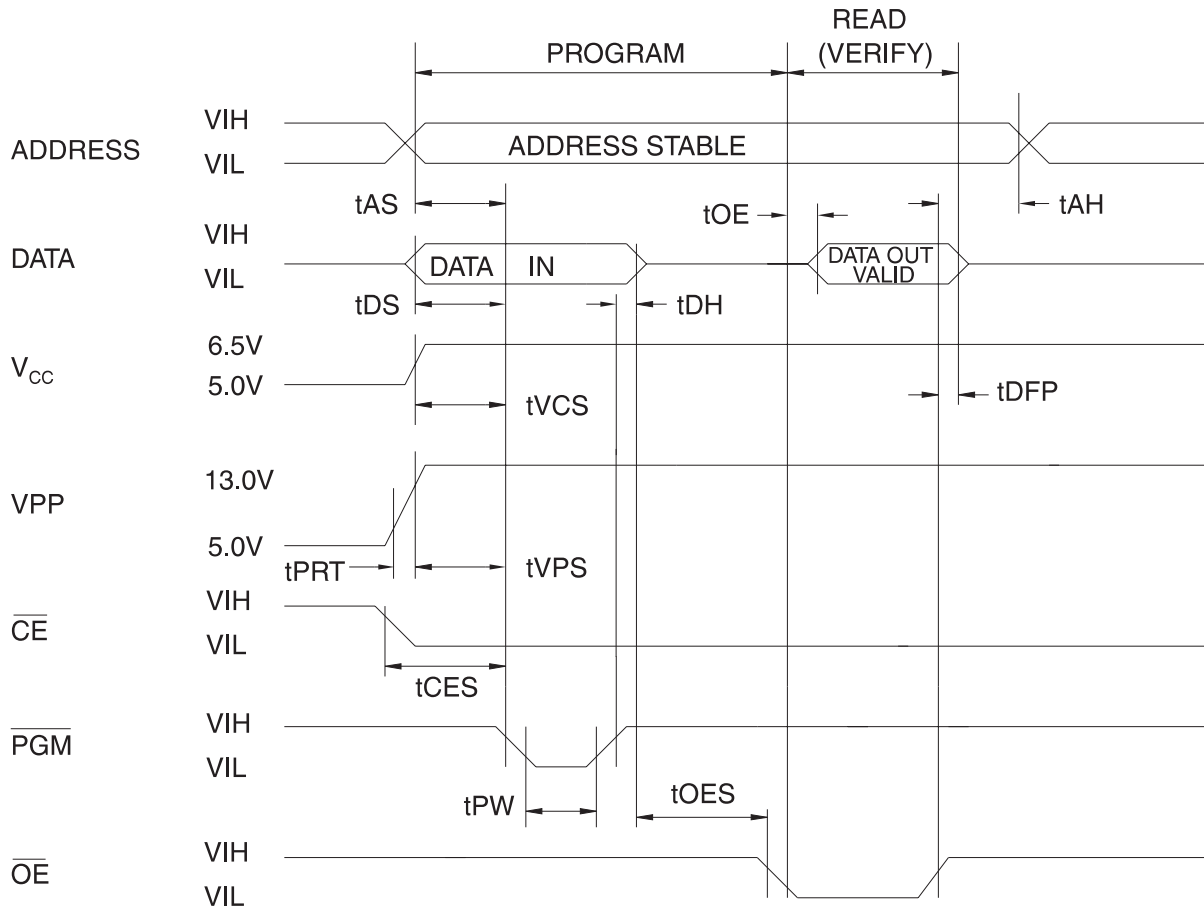 READ
PROGRAM (VERIFY)
ADDRESS VIH
VIL ADDRESS STABLE
tAS tOE tAH
DATA VIH
VIL DATA IN DATA OUT
VALID
tDS tDH
VCC 6.5V
5.0V
tVCS tDFP
VPP 13.0V
5.0V
tPRT tVPS
CE VIH
VIL
tCES
PGM VIH
VIL
tPW tOES
OE VIH
VIL